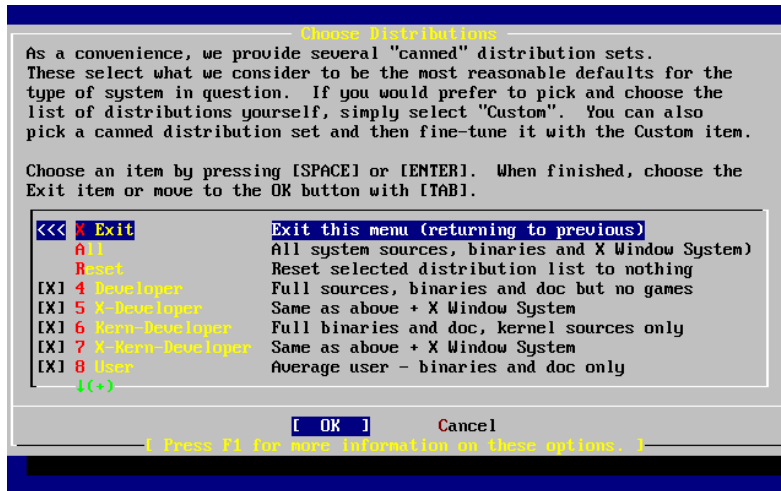 Choose Distributions
As a convenience, we provide several "canned" distribution sets.
These select what we consider to be the most reasonable defaults for the
type of system in question.  If you would prefer to pick and choose the
list of distributions yourself, simply select "Custom".  You can also
pick a canned distribution set and then fine-tune it with the Custom item.
Choose an item by pressing [SPACE] or [ENTER].  When finished, choose the
Exit item or move to the OK button with [TAB].
<<< X Exit Exit this menu (returning to previous)
All All system sources, binaries and X Window System)
Reset Reset selected distribution list to nothing
[X] 4 Developer Full sources, binaries and doc but no games
[X] 5 X-Developer Same as above + X Window System
[X] 6 Kern-Developer Full binaries and doc, kernel sources only
[X] 7 X-Kern-Developer Same as above + X Window System
[X] 8 User Average user - binaries and doc only
↓(+)
[ OK ] Cancel
[ Press F1 for more information on these options. ]